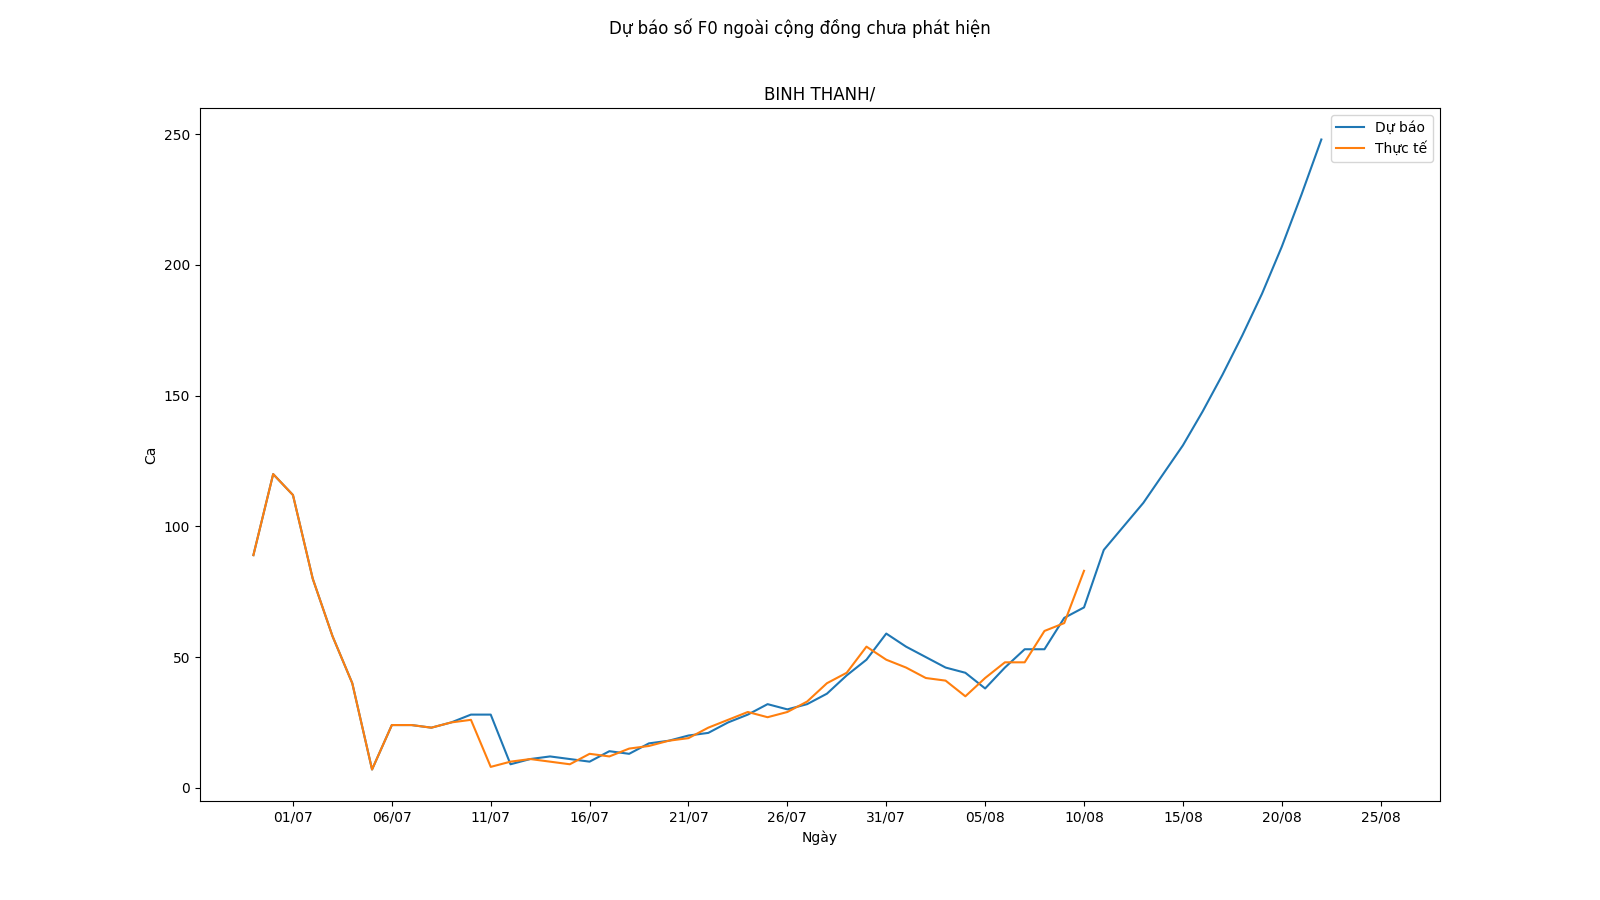 Dự báo số F0 ngoài cộng đồng chưa phát hiện
BINH THANH/
Dự báo
Thực tế
250
200
150
100
50
0
Ca
01/07 06/07 11/07 16/07 21/07 26/07 31/07 05/08 10/08 15/08 20/08 25/08
Ngày